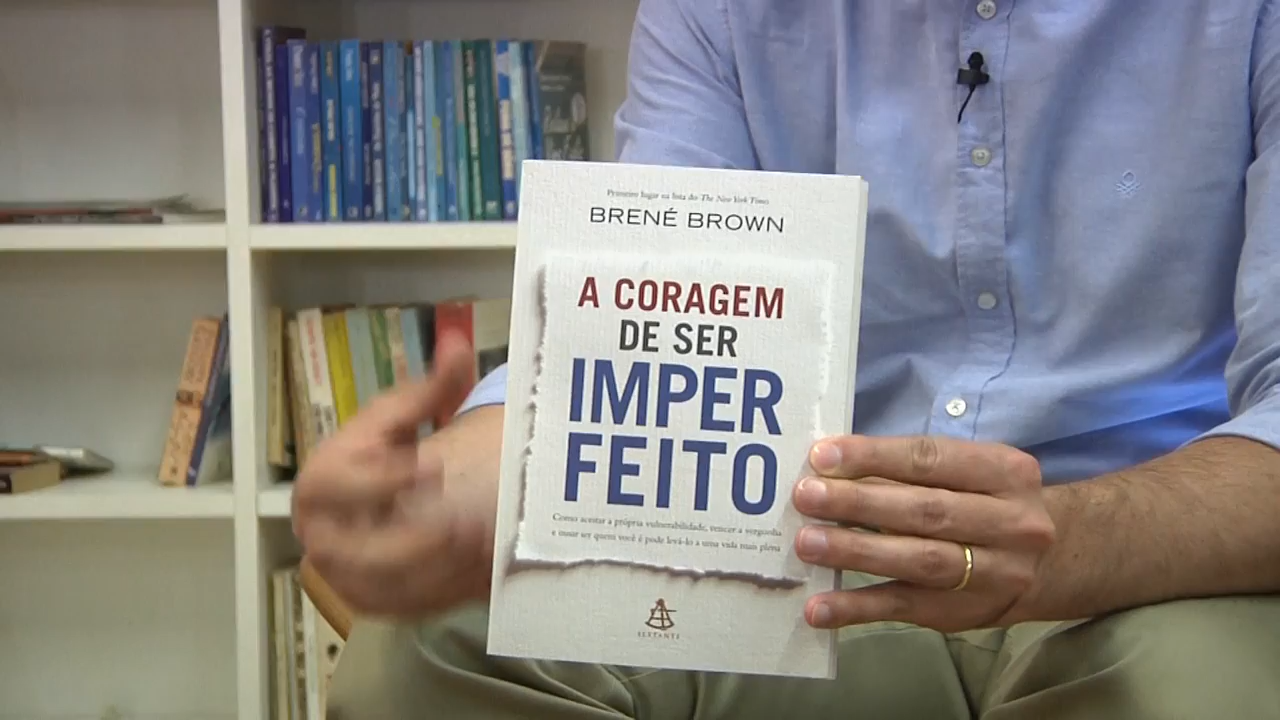 Primeiro lugar na lista do The New York Times
BRENÉ BROWN
A CORAGEM
DE SER
IMPER
FEITO
Como aceitar a própria vulnerabilidade, vencer a vergonha
e ousar ser quem você é pode levá-lo a uma vida mais plena
SEXTANTE